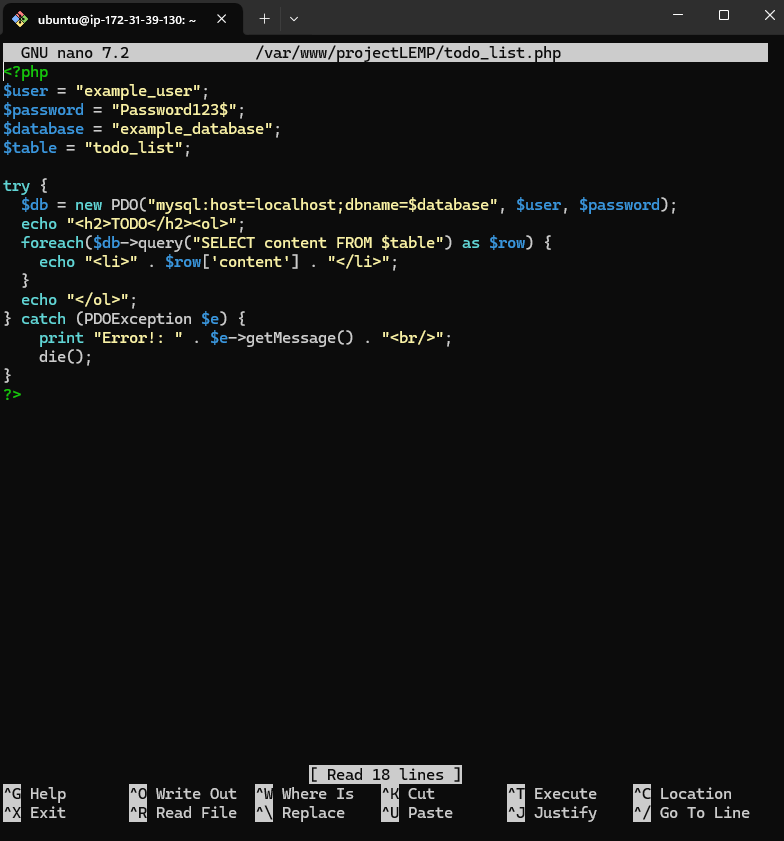 ubuntu@ip-172-31-39-130: ~
GNU nano 7.2 /var/www/projectLEMP/todo_list.php
<?php
$user = "example_user";
$password = "Password123$";
$database = "example_database";
$table = "todo_list";

try {
  $db = new PDO("mysql:host=localhost;dbname=$database", $user, $password);
  echo "<h2>TODO</h2><ol>";
  foreach($db->query("SELECT content FROM $table") as $row) {
    echo "<li>" . $row['content'] . "</li>";
  }
  echo "</ol>";
} catch (PDOException $e) {
    print "Error!: " . $e->getMessage() . "<br/>";
    die();
}
?>
[ Read 18 lines ]
^G Help ^O Write Out ^W Where Is ^K Cut ^T Execute ^C Location
^X Exit ^R Read File ^\ Replace ^U Paste ^J Justify ^/ Go To Line